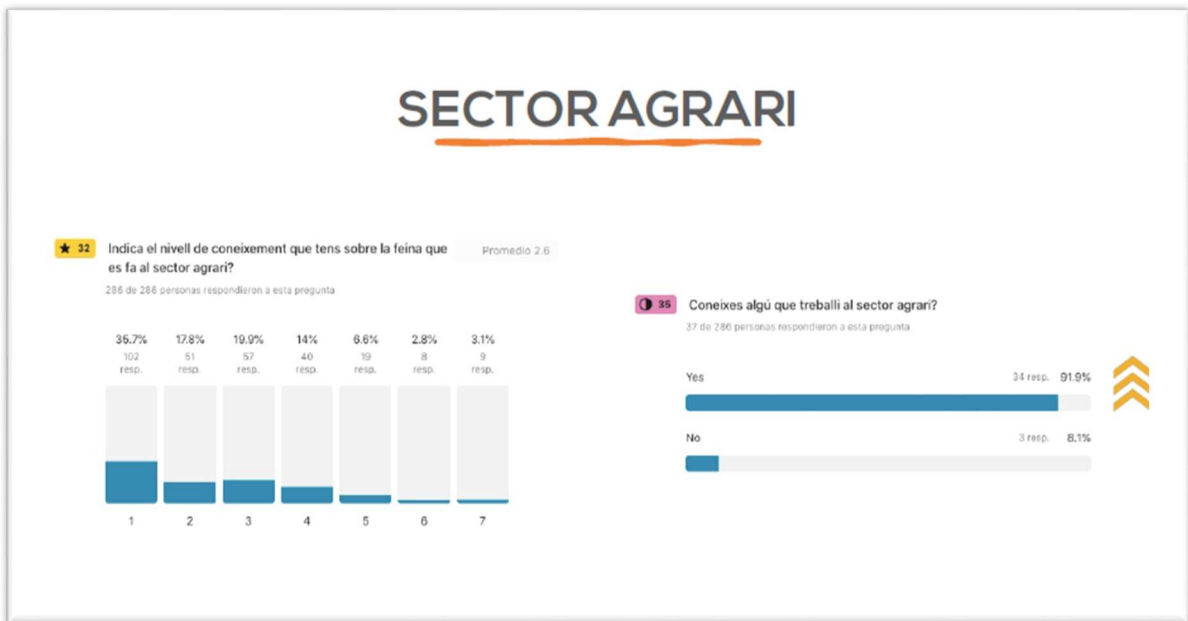 SECTOR AGRARI
★ 32 Indica el nivell de coneixement que tens sobre la feina que
es fa al sector agrari?
Promedio 2.6
286 de 286 personas respondieron a esta pregunta
35.7% 17.8% 19.9% 14% 6.6% 2.8% 3.1%
102 51 57 40 19 8 9
resp. resp. resp. resp. resp. resp. resp.
1 2 3 4 5 6 7
35 Coneixes algú que treballi al sector agrari?
37 de 286 personas respondieron a esta pregunta
Yes 34 resp. 91.9%
No 3 resp. 8.1%